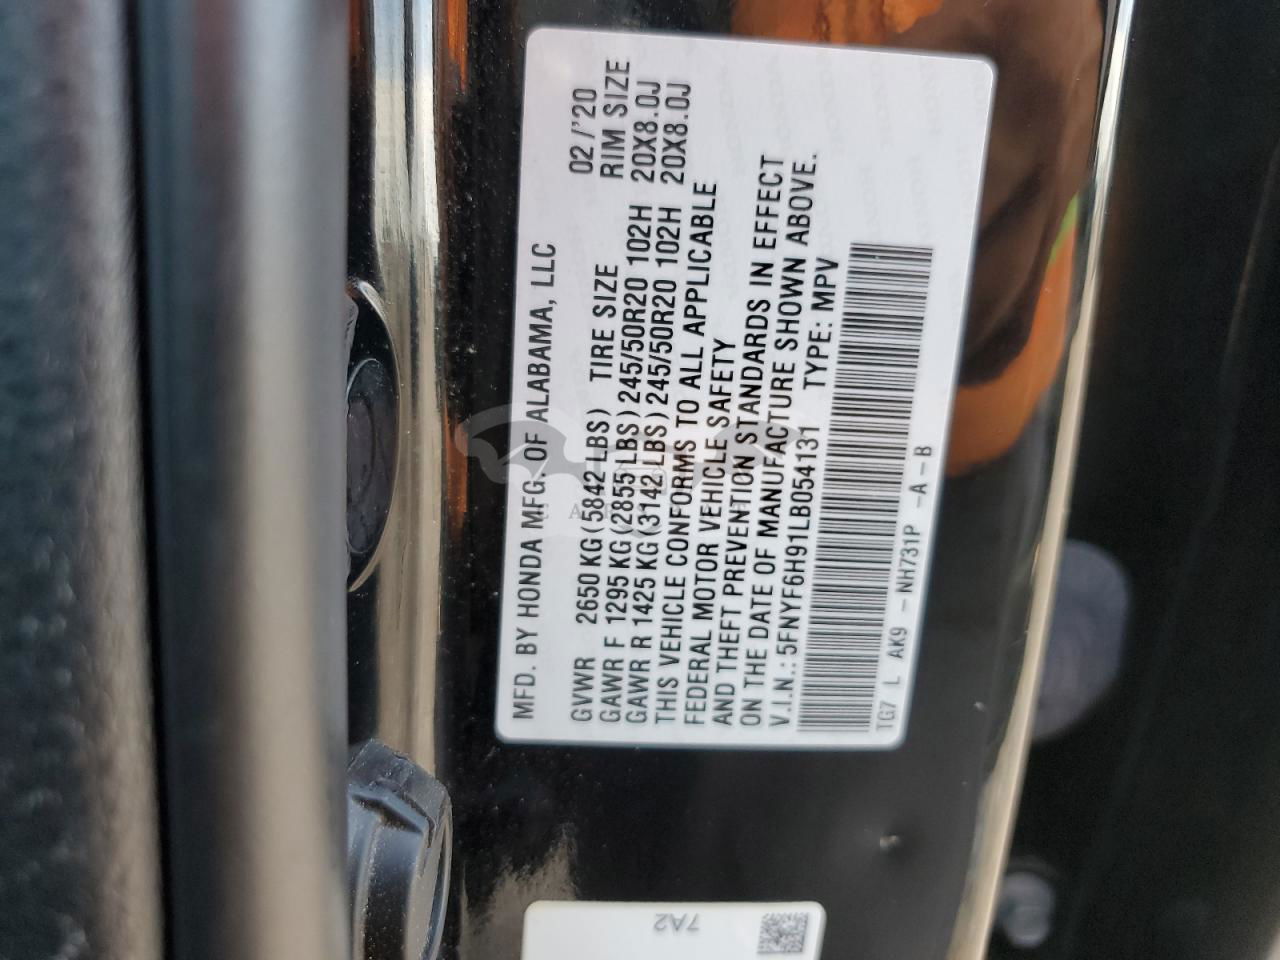 MFD. BY HONDA MFG. OF ALABAMA, LLC 02/'20
GVWR 2650 KG (5842 LBS) TIRE SIZE RIM SIZE
GAWR F 1295 KG (2855 LBS) 245/50R20 102H 20X8.0J
GAWR R 1425 KG (3142 LBS) 245/50R20 102H 20X8.0J
THIS VEHICLE CONFORMS TO ALL APPLICABLE
FEDERAL MOTOR VEHICLE SAFETY
AND THEFT PREVENTION STANDARDS IN EFFECT
ON THE DATE OF MANUFACTURE SHOWN ABOVE.
V.I.N.: 5FNYF6H91LB054131 TYPE: MPV
TG7 L AK9 - NH731P - A - B
7A2